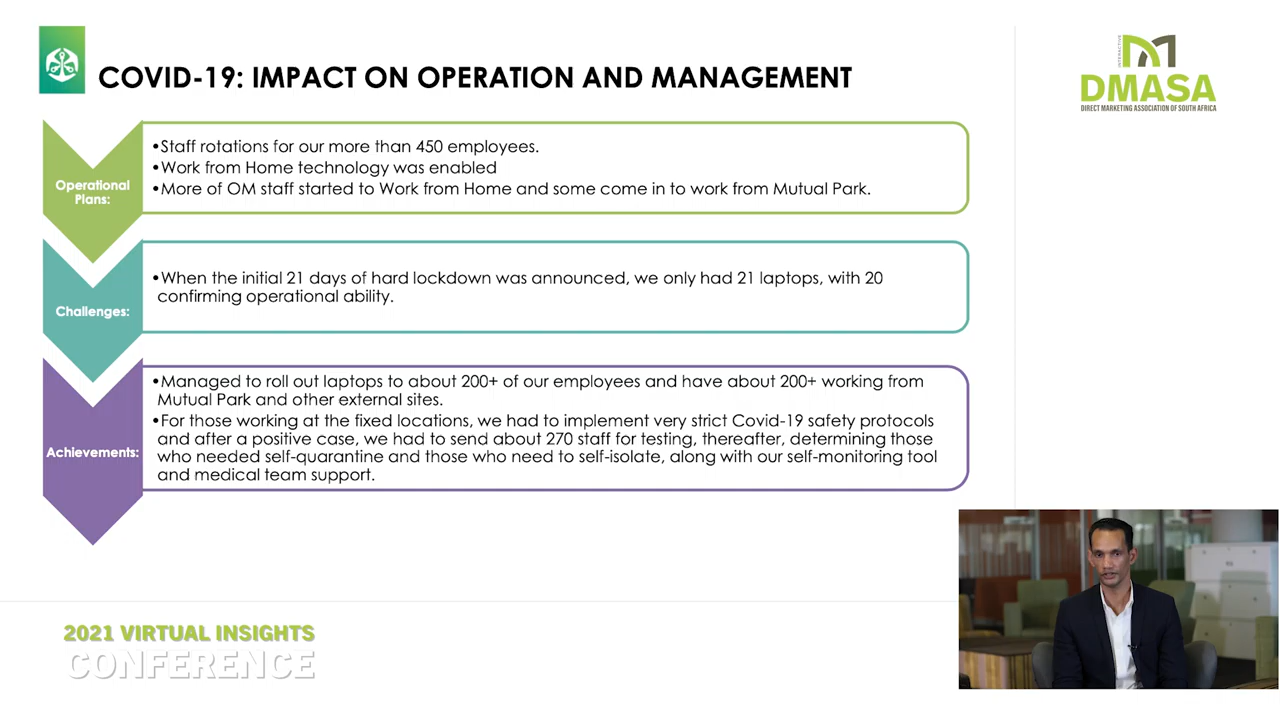 COVID-19: IMPACT ON OPERATION AND MANAGEMENT
INTERACTIVE
DMASA
DIRECT MARKETING ASSOCIATION OF SOUTH AFRICA
Operational
Plans:
•Staff rotations for our more than 450 employees.
•Work from Home technology was enabled
•More of OM staff started to Work from Home and some come in to work from Mutual Park.
Challenges:
•When the initial 21 days of hard lockdown was announced, we only had 21 laptops, with 20
confirming operational ability.
Achievements:
•Managed to roll out laptops to about 200+ of our employees and have about 200+ working from
Mutual Park and other external sites.
•For those working at the fixed locations, we had to implement very strict Covid-19 safety protocols
and after a positive case, we had to send about 270 staff for testing, thereafter, determining those
who needed self-quarantine and those who need to self-isolate, along with our self-monitoring tool
and medical team support.
2021 VIRTUAL INSIGHTS
CONFERENCE